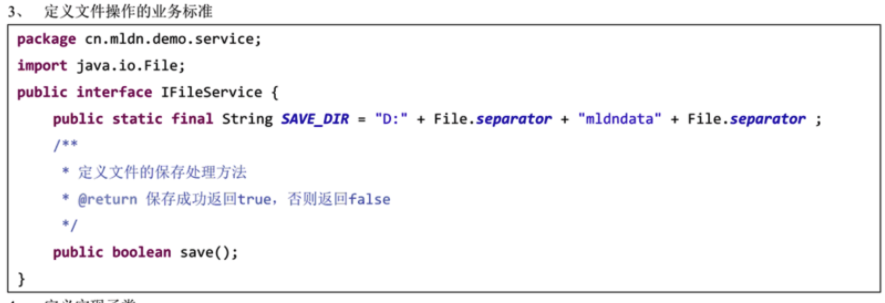 3、 定义文件操作的业务标准
package cn.mldn.demo.service;
import java.io.File;
public interface IFileService {
public static final String SAVE_DIR = "D:" + File.separator + "mldndata" + File.separator ;
/**
* 定义文件的保存处理方法
* @return 保存成功返回true，否则返回false
*/
public boolean save();
}